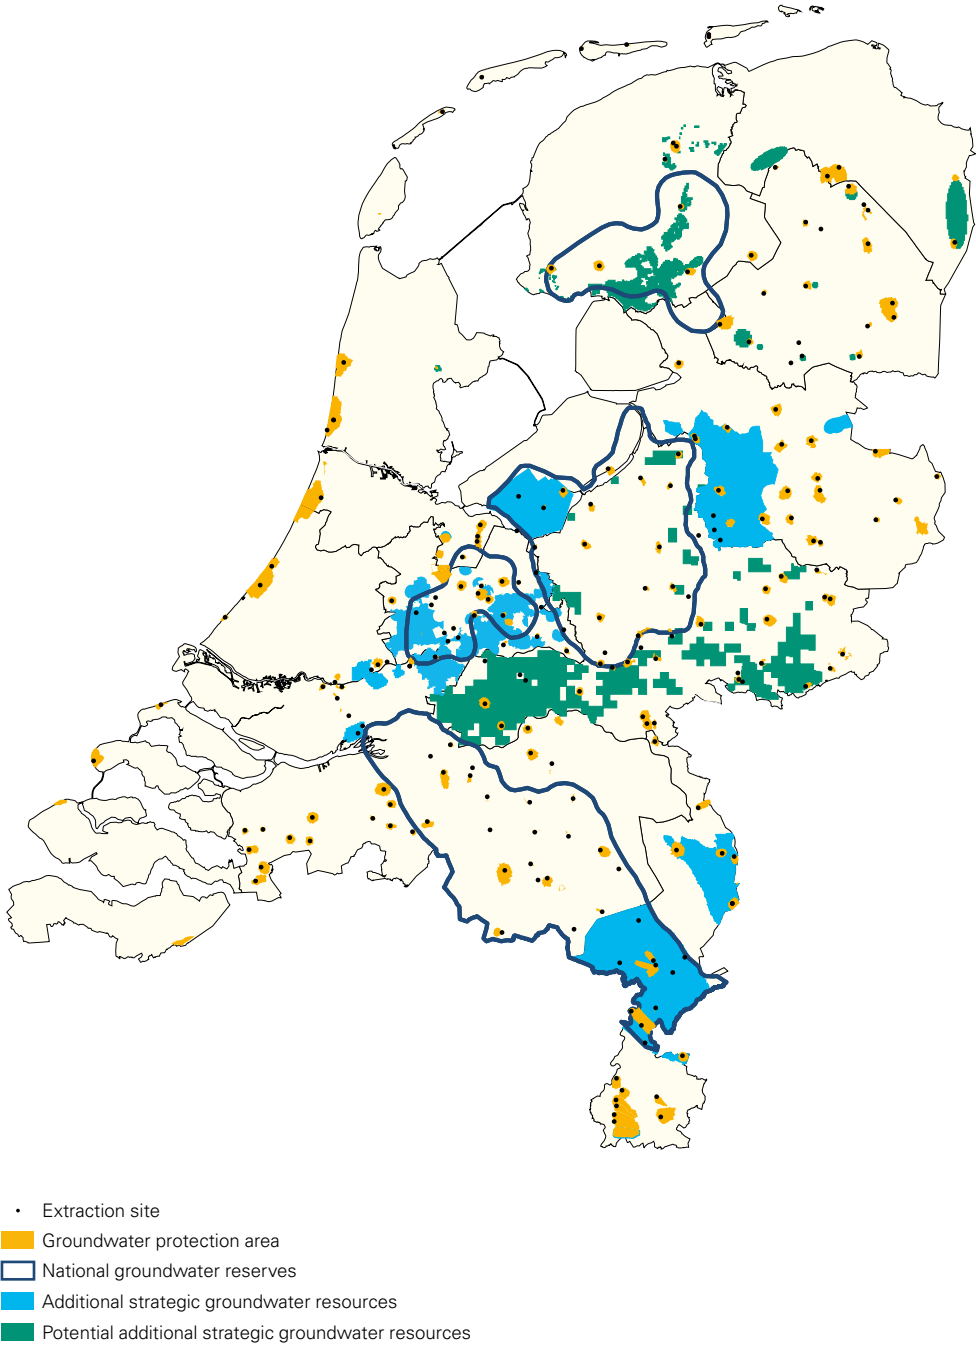 Extraction site
Groundwater protection area
National groundwater reserves
Additional strategic groundwater resources
Potential additional strategic groundwater resources